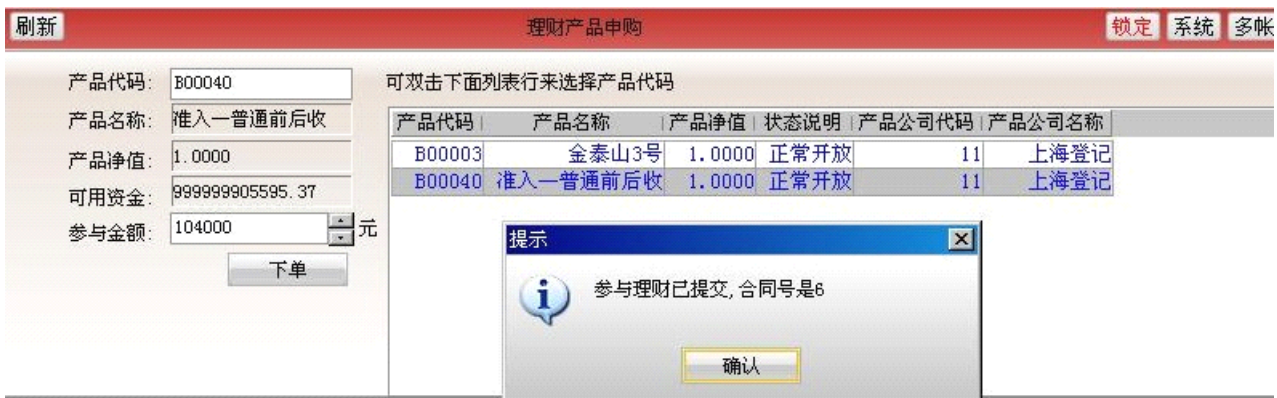 刷新 理财产品申购 锁定 系统 多帐
产品代码: B00040 可双击下面列表行来选择产品代码
产品名称: 准入一普通前后收
产品代码 产品名称 产品净值 状态说明 产品公司代码 产品公司名称
产品净值: 1.0000
B00003 金泰山3号 1.0000 正常开放 11 上海登记
可用资金: 999999905595.37
B00040 准入一普通前后收 1.0000 正常开放 11 上海登记
参与金额: 104000 元
下单
提示
参与理财已提交,合同号是6
确认